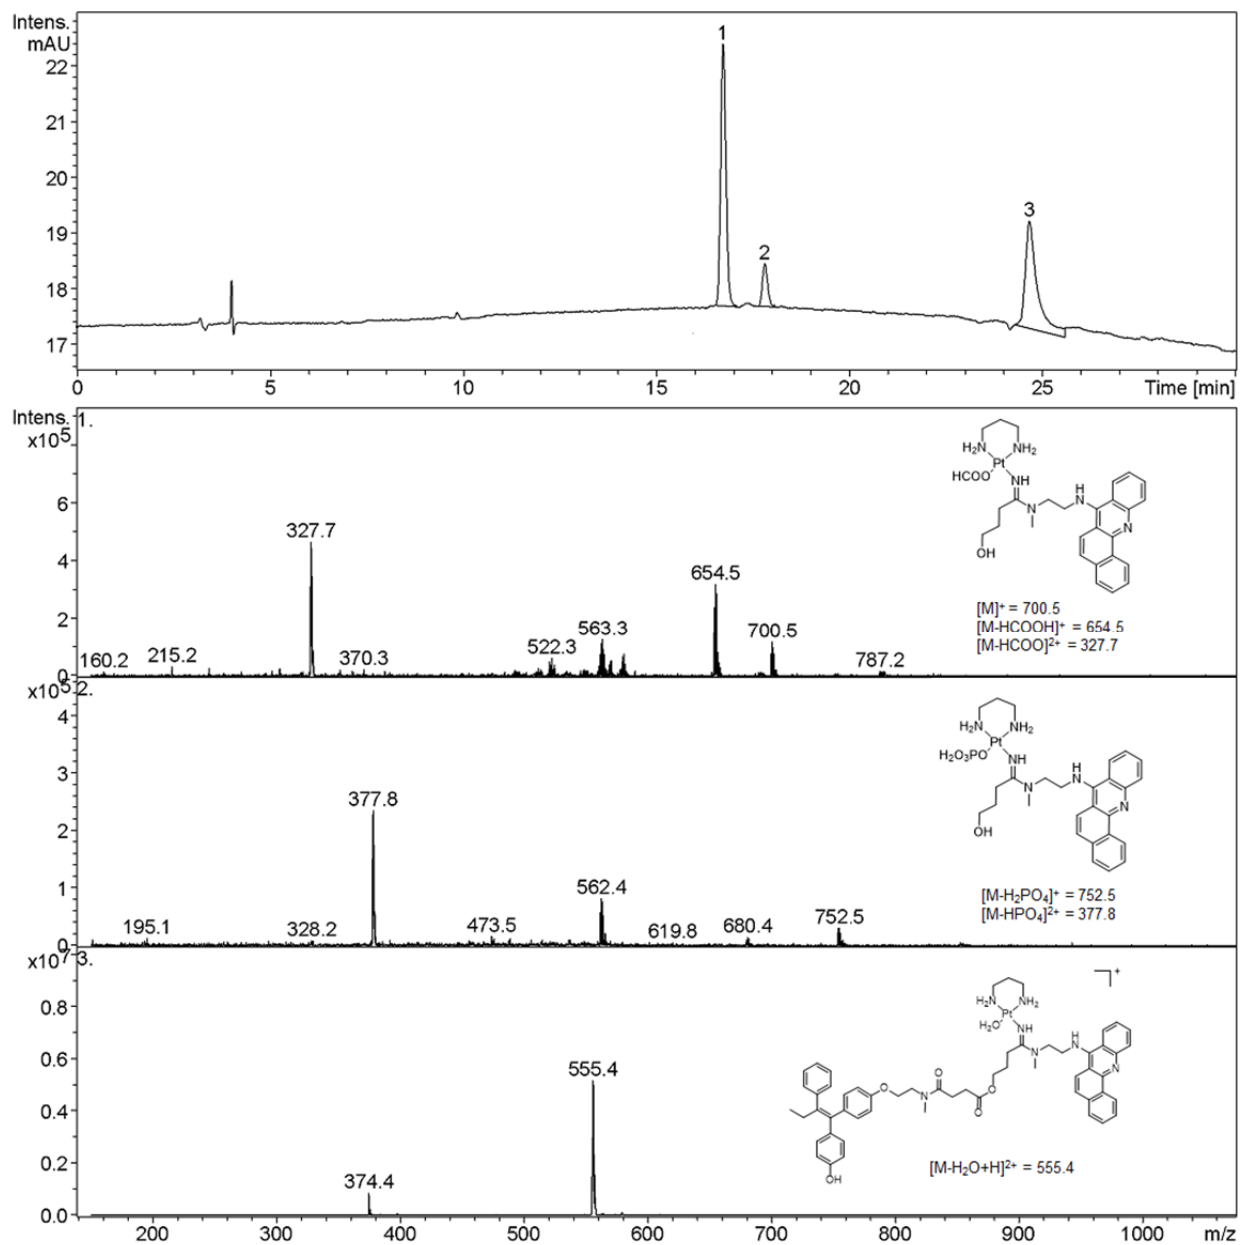 Intens.
mAU
22
21
20
19
18
17
1
2
3
0 5 10 15 20 25 Time [min]
Intens. 1.
x10⁵
6
4
2
0
160.2 215.2 327.7 370.3 522.3 563.3 654.5 700.5 787.2
H₂N NH₂
Pt
HCOO NH
H
N
N
N
OH
[M]⁺ = 700.5
[M-HCOOH]⁺ = 654.5
[M-HCOO]²⁺ = 327.7
x10⁵ 2.
4
3
2
1
0
195.1 328.2 377.8 473.5 562.4 619.8 680.4 752.5
H₂N NH₂
Pt
H₂O₃PO NH
H
N
N
N
OH
[M-H₂PO₄]⁺ = 752.5
[M-HPO₄]²⁺ = 377.8
x10⁷ 3.
0.8
0.6
0.4
0.2
0.0
374.4 555.4
+
H₂N NH₂
Pt
H₂O NH
H
N
N
N
O
O
N
O
O
OH
[M-H₂O+H]²⁺ = 555.4
200 300 400 500 600 700 800 900 1000 m/z